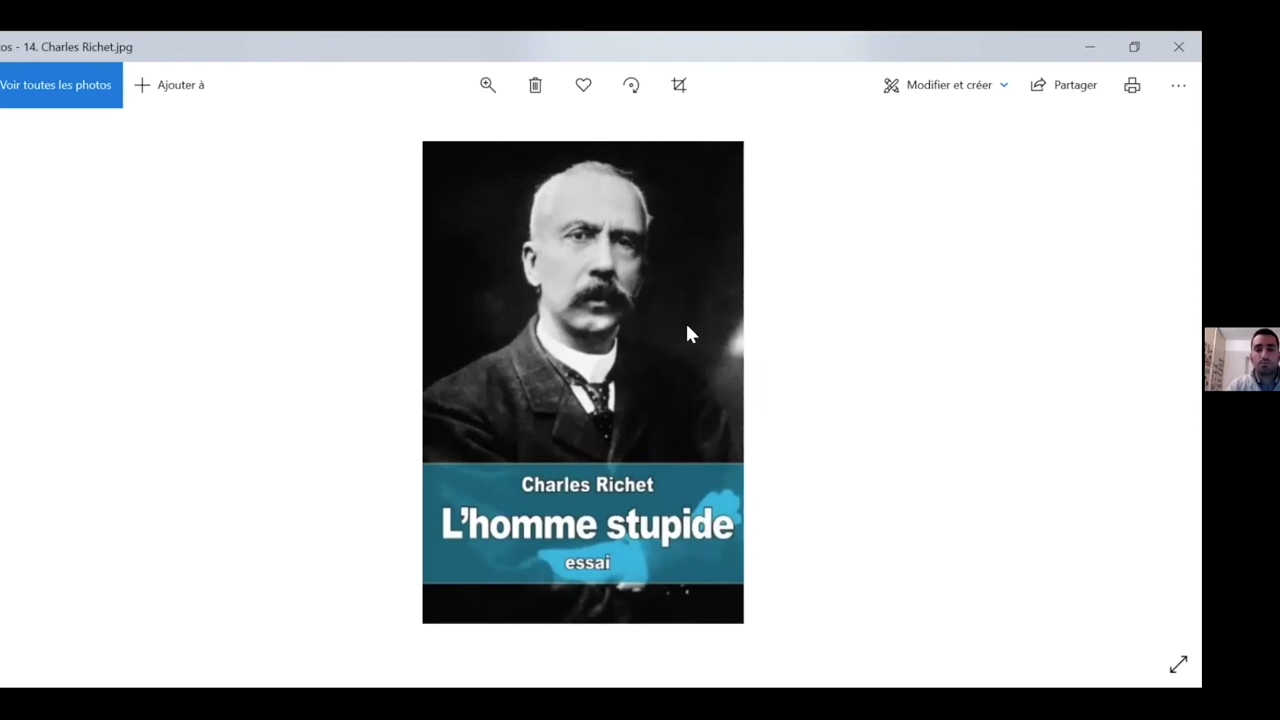 os - 14. Charles Richet.jpg
Voir toutes les photos
Ajouter à
Modifier et créer
Partager
Charles Richet
L'homme stupide
essai